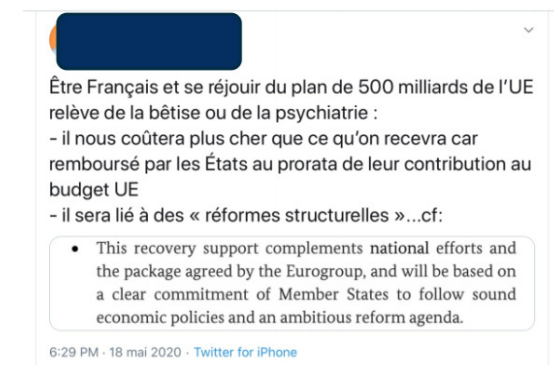 Être Français et se réjouir du plan de 500 milliards de l'UE
relève de la bêtise ou de la psychiatrie :
- il nous coûtera plus cher que ce qu'on recevra car
remboursé par les États au prorata de leur contribution au
budget UE
- il sera lié à des « réformes structurelles »...cf:
• This recovery support complements national efforts and
the package agreed by the Eurogroup, and will be based on
a clear commitment of Member States to follow sound
economic policies and an ambitious reform agenda.
6:29 PM · 18 mai 2020 · Twitter for iPhone